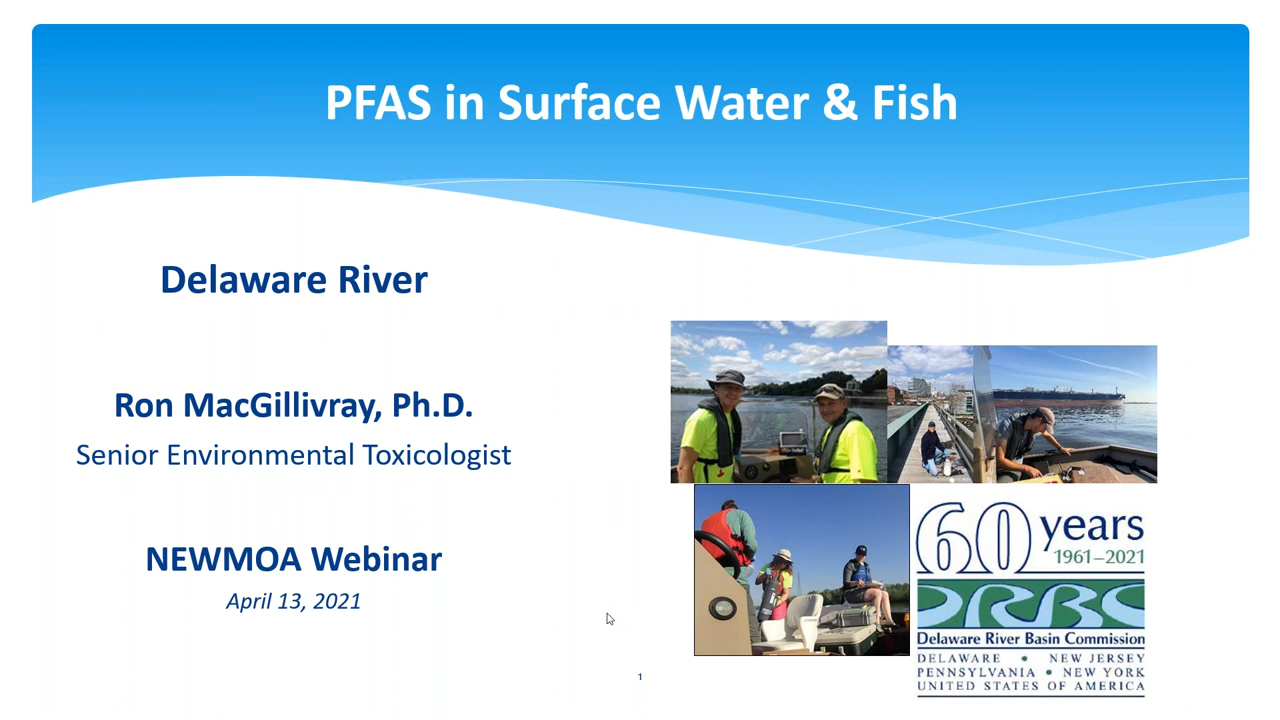 PFAS in Surface Water & Fish
Delaware River
Ron MacGillivray, Ph.D.
Senior Environmental Toxicologist
NEWMOA Webinar
April 13, 2021
60 years
1961–2021
DRBC
Delaware River Basin Commission
DELAWARE • NEW JERSEY
PENNSYLVANIA • NEW YORK
UNITED STATES OF AMERICA
1